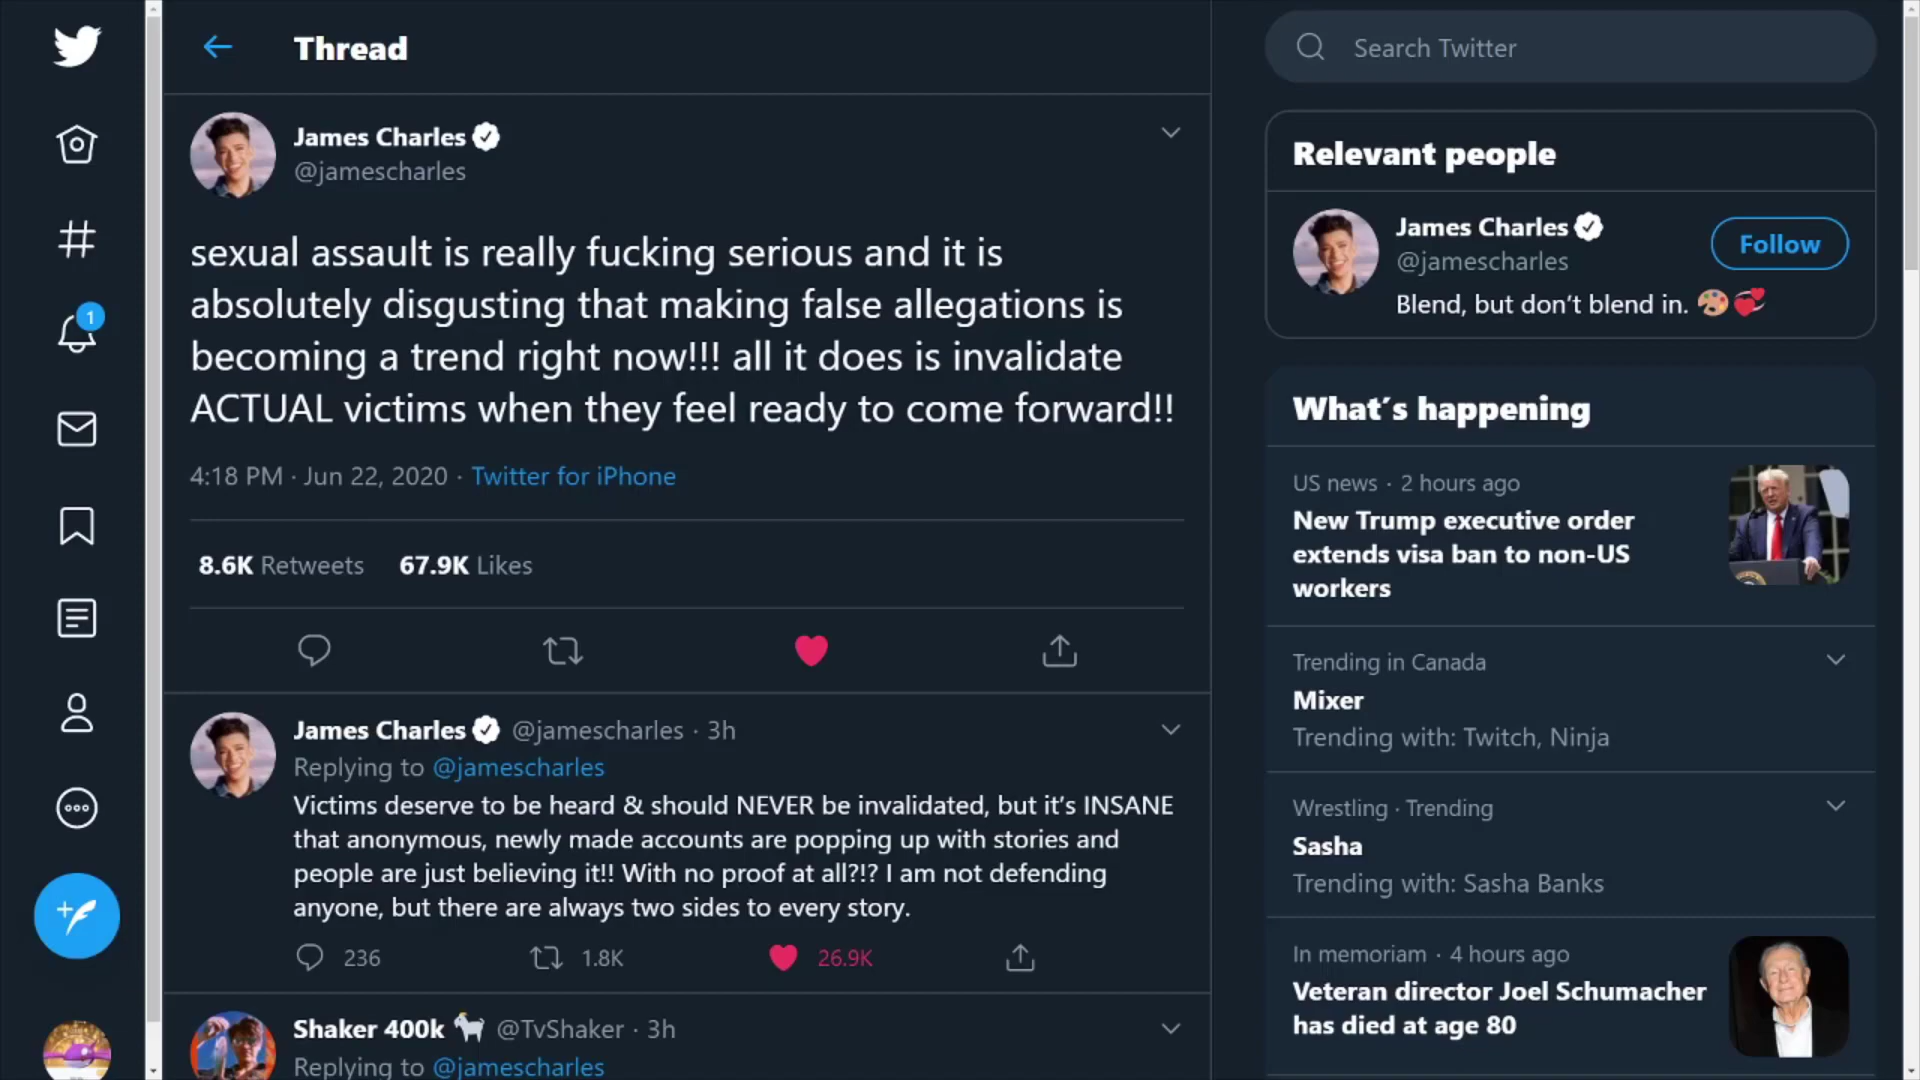 Thread
James Charles
@jamescharles
sexual assault is really fucking serious and it is
absolutely disgusting that making false allegations is
becoming a trend right now!!! all it does is invalidate
ACTUAL victims when they feel ready to come forward!!
4:18 PM · Jun 22, 2020 · Twitter for iPhone
8.6K Retweets 67.9K Likes
James Charles @jamescharles · 3h
Replying to @jamescharles
Victims deserve to be heard & should NEVER be invalidated, but it's INSANE
that anonymous, newly made accounts are popping up with stories and
people are just believing it!! With no proof at all?!? I am not defending
anyone, but there are always two sides to every story.
236 1.8K 26.9K
Shaker 400k 🐐 @TvShaker · 3h
Replying to @jamescharles
1
Search Twitter
Relevant people
James Charles
@jamescharles
Follow
Blend, but don't blend in. 🎨💞
What's happening
US news · 2 hours ago
New Trump executive order
extends visa ban to non-US
workers
Trending in Canada
Mixer
Trending with: Twitch, Ninja
Wrestling · Trending
Sasha
Trending with: Sasha Banks
In memoriam · 4 hours ago
Veteran director Joel Schumacher
has died at age 80